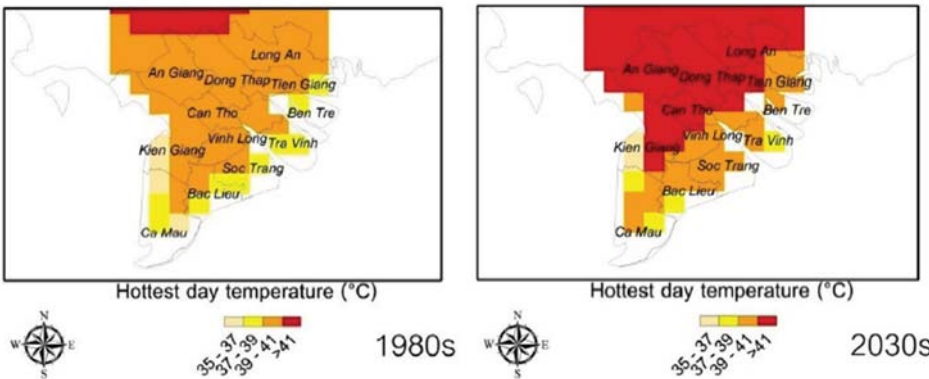 Long An
An Giang Dong Thap Tien Giang
Can Tho Ben Tre
Vinh Long Tra Vinh
Kien Giang
Soc Trang
Bac Lieu
Ca Mau
Hottest day temperature (°C)
N
W E
S
35 - 37
37 - 39
39 - 41
>41
1980s
Long An
An Giang Dong Thap Tien Giang
Can Tho Ben Tre
Vinh Long Tra Vinh
Kien Giang
Soc Trang
Bac Lieu
Ca Mau
Hottest day temperature (°C)
N
W E
S
35 - 37
37 - 39
39 - 41
>41
2030s